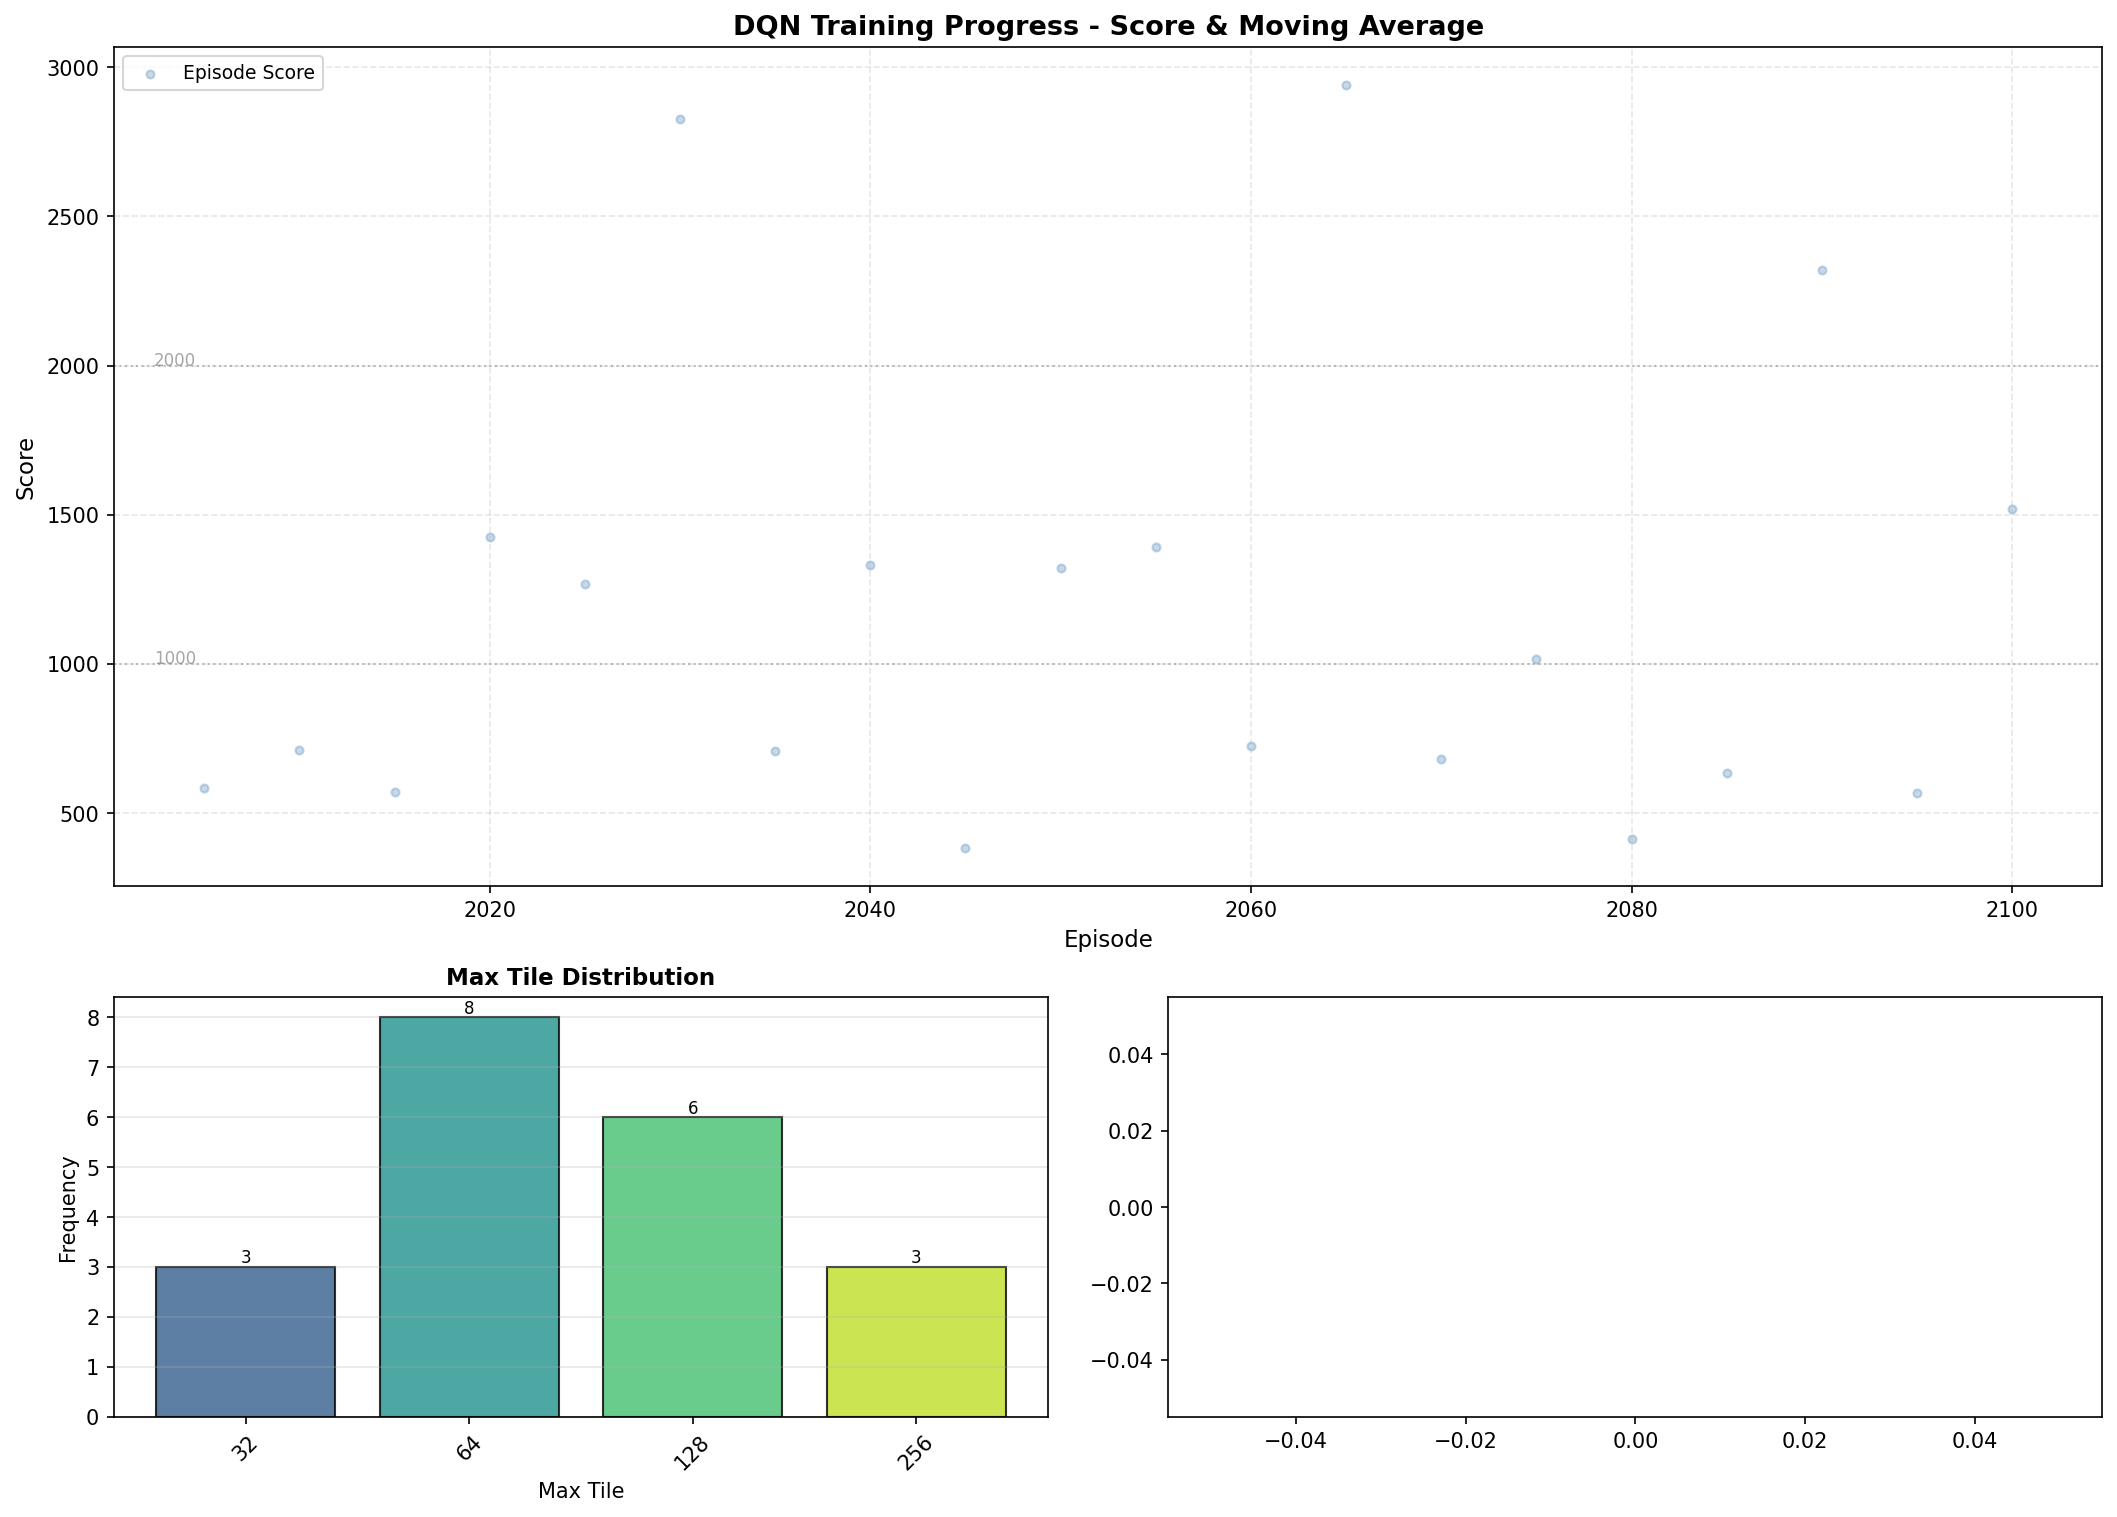 DQN Training Progress - Score & Moving Average
Episode Score
3000
2500
2000
1500
1000
500
2000
1000
Score
2020 2040 2060 2080 2100
Episode
Max Tile Distribution
8
7
6
5
4
3
2
1
0
Frequency
3 8 6 3
32 64 128 256
Max Tile
0.04
0.02
0.00
−0.02
−0.04
−0.04 −0.02 0.00 0.02 0.04